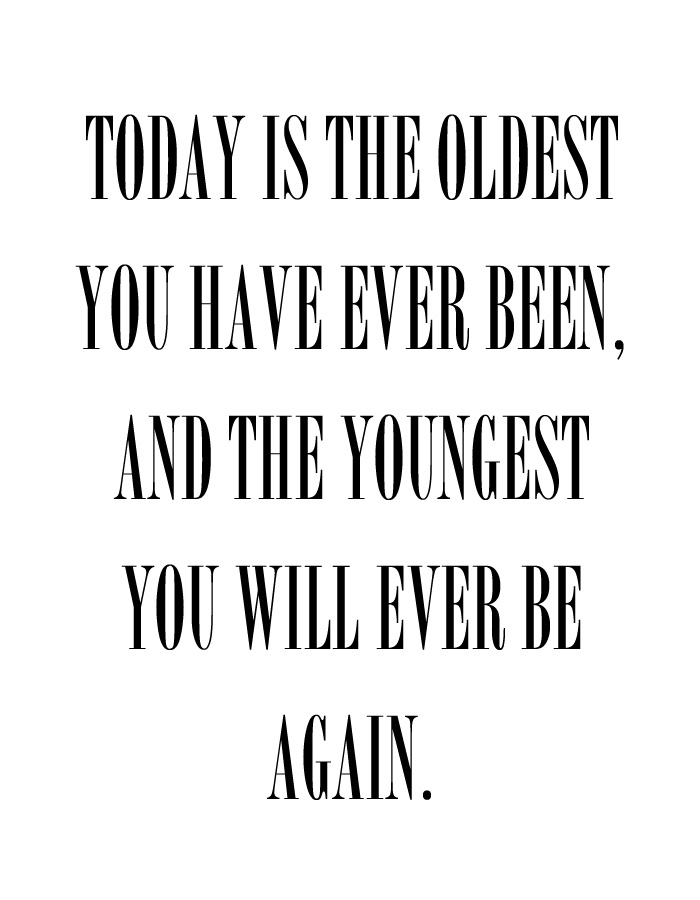 TODAY IS THE OLDEST
YOU HAVE EVER BEEN,
AND THE YOUNGEST
YOU WILL EVER BE
AGAIN.